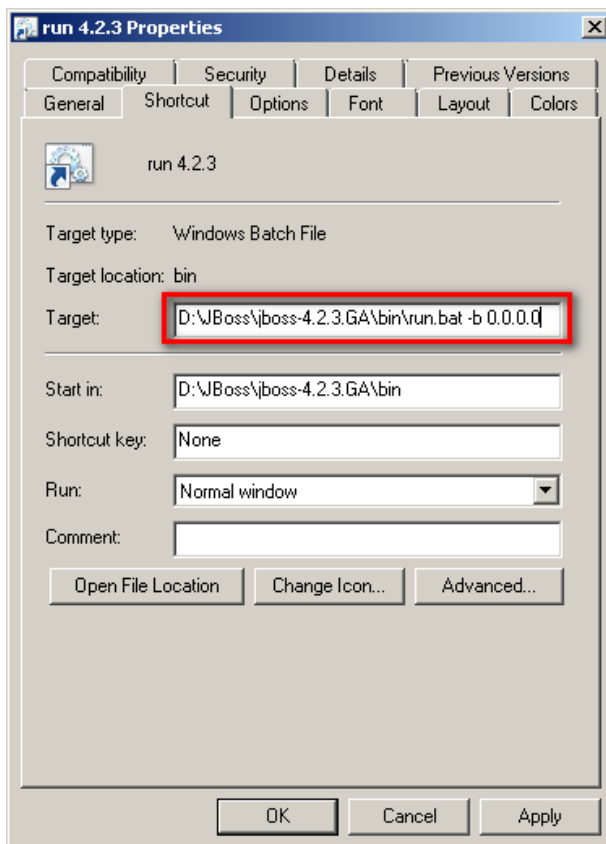 run 4.2.3 Properties
Compatibility Security Details Previous Versions
General Shortcut Options Font Layout Colors
run 4.2.3
Target type: Windows Batch File
Target location: bin
Target: D:\JBoss\jboss-4.2.3.GA\bin\run.bat -b 0.0.0.0
Start in: D:\JBoss\jboss-4.2.3.GA\bin
Shortcut key: None
Run: Normal window
Comment:
Open File Location Change Icon... Advanced...
OK Cancel Apply